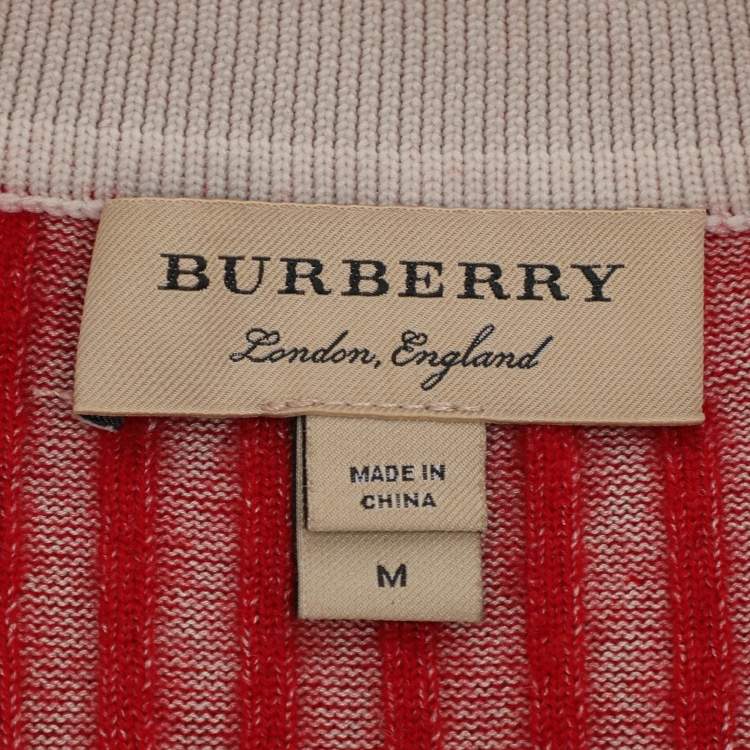 BURBERRY
London, England
MADE IN
CHINA
M